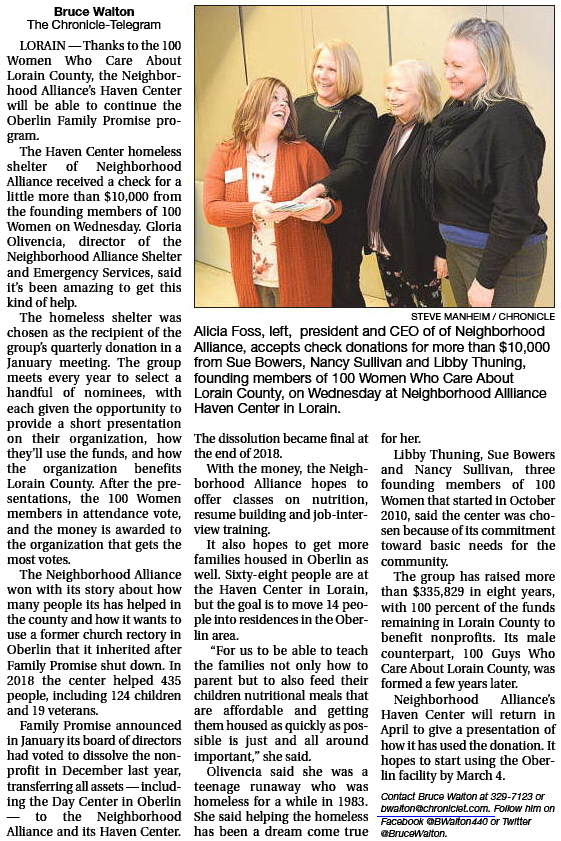 Bruce Walton
The Chronicle-Telegram
LORAIN — Thanks to the 100
Women Who Care About
Lorain County, the Neighbor-
hood Alliance's Haven Center
will be able to continue the
Oberlin Family Promise pro-
gram.
The Haven Center homeless
shelter of Neighborhood
Alliance received a check for a
little more than $10,000 from
the founding members of 100
Women on Wednesday. Gloria
Olivencia, director of the
Neighborhood Alliance Shelter
and Emergency Services, said
it's been amazing to get this
kind of help.
The homeless shelter was
chosen as the recipient of the
group's quarterly donation in a
January meeting. The group
meets every year to select a
handful of nominees, with
each given the opportunity to
provide a short presentation
on their organization, how
they'll use the funds, and how
the organization benefits
Lorain County. After the pre-
sentations, the 100 Women
members in attendance vote,
and the money is awarded to
the organization that gets the
most votes.
The Neighborhood Alliance
won with its story about how
many people its has helped in
the county and how it wants to
use a former church rectory in
Oberlin that it inherited after
Family Promise shut down. In
2018 the center helped 435
people, including 124 children
and 19 veterans.
Family Promise announced
in January its board of directors
had voted to dissolve the non-
profit in December last year,
transferring all assets — includ-
ing the Day Center in Oberlin
— to the Neighborhood
Alliance and its Haven Center.
STEVE MANHEIM / CHRONICLE
Alicia Foss, left, president and CEO of of Neighborhood
Alliance, accepts check donations for more than $10,000
from Sue Bowers, Nancy Sullivan and Libby Thuning,
founding members of 100 Women Who Care About
Lorain County, on Wednesday at Neighborhood Allliance
Haven Center in Lorain.
The dissolution became final at
the end of 2018.
With the money, the Neigh-
borhood Alliance hopes to
offer classes on nutrition,
resume building and job-inter-
view training.
It also hopes to get more
families housed in Oberlin as
well. Sixty-eight people are at
the Haven Center in Lorain,
but the goal is to move 14 peo-
ple into residences in the Ober-
lin area.
"For us to be able to teach
the families not only how to
parent but to also feed their
children nutritional meals that
are affordable and getting
them housed as quickly as pos-
sible is just and all around
important," she said.
Olivencia said she was a
teenage runaway who was
homeless for a while in 1983.
She said helping the homeless
has been a dream come true
for her.
Libby Thuning, Sue Bowers
and Nancy Sullivan, three
founding members of 100
Women that started in October
2010, said the center was cho-
sen because of its commitment
toward basic needs for the
community.
The group has raised more
than $335,829 in eight years,
with 100 percent of the funds
remaining in Lorain County to
benefit nonprofits. Its male
counterpart, 100 Guys Who
Care About Lorain County, was
formed a few years later.
Neighborhood Alliance's
Haven Center will return in
April to give a presentation of
how it has used the donation. It
hopes to start using the Ober-
lin facility by March 4.
Contact Bruce Walton at 329-7123 or
bwalton@chroniclet.com. Follow him on
Facebook @BWalton440 or Twitter
@BruceWalton.